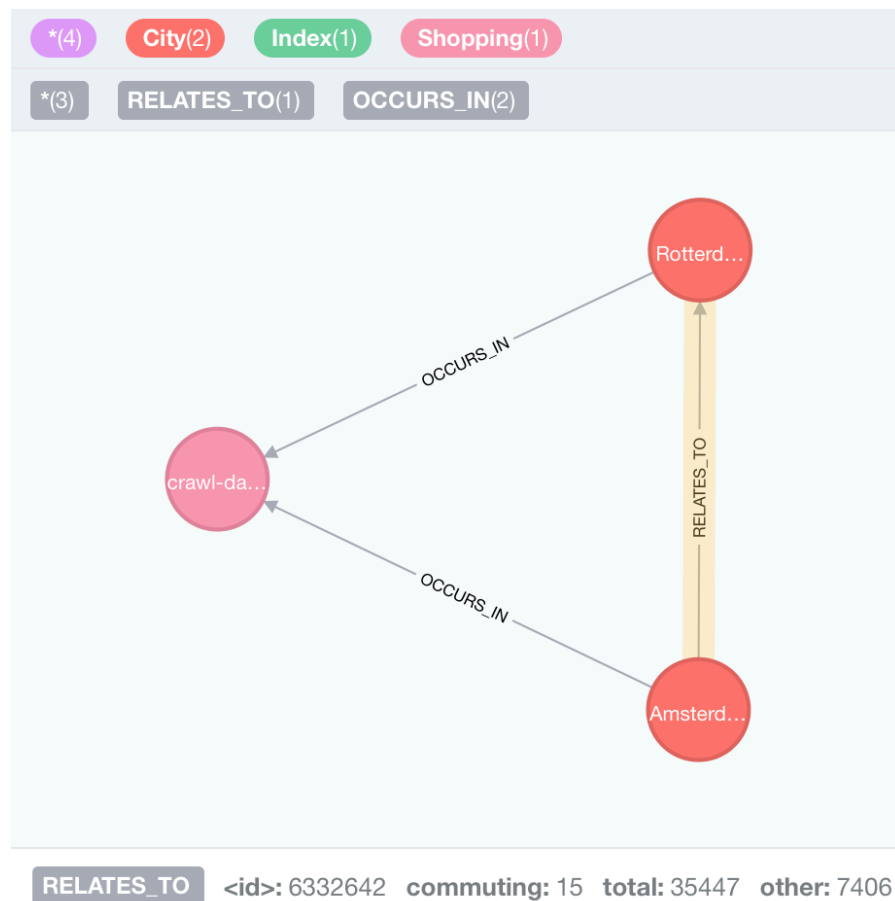 *(4) City(2) Index(1) Shopping(1)
*(3) RELATES_TO(1) OCCURS_IN(2)
Rotterd...
OCCURS_IN
RELATES_TO
crawl-da...
OCCURS_IN
Amsterd...
RELATES_TO <id>: 6332642 commuting: 15 total: 35447 other: 7406